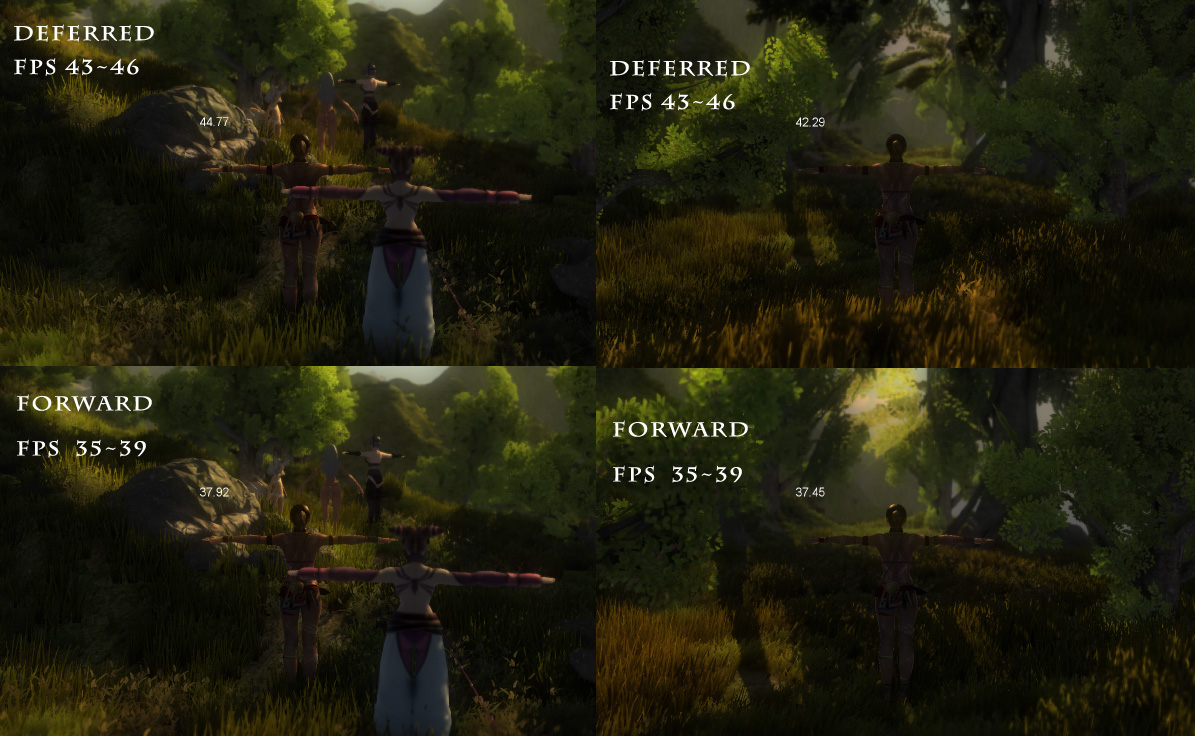 DEFERRED
FPS 43~46
44.77
DEFERRED
FPS 43~46
42.29
FORWARD
FPS 35~39
37.92
FORWARD
FPS 35~39
37.45